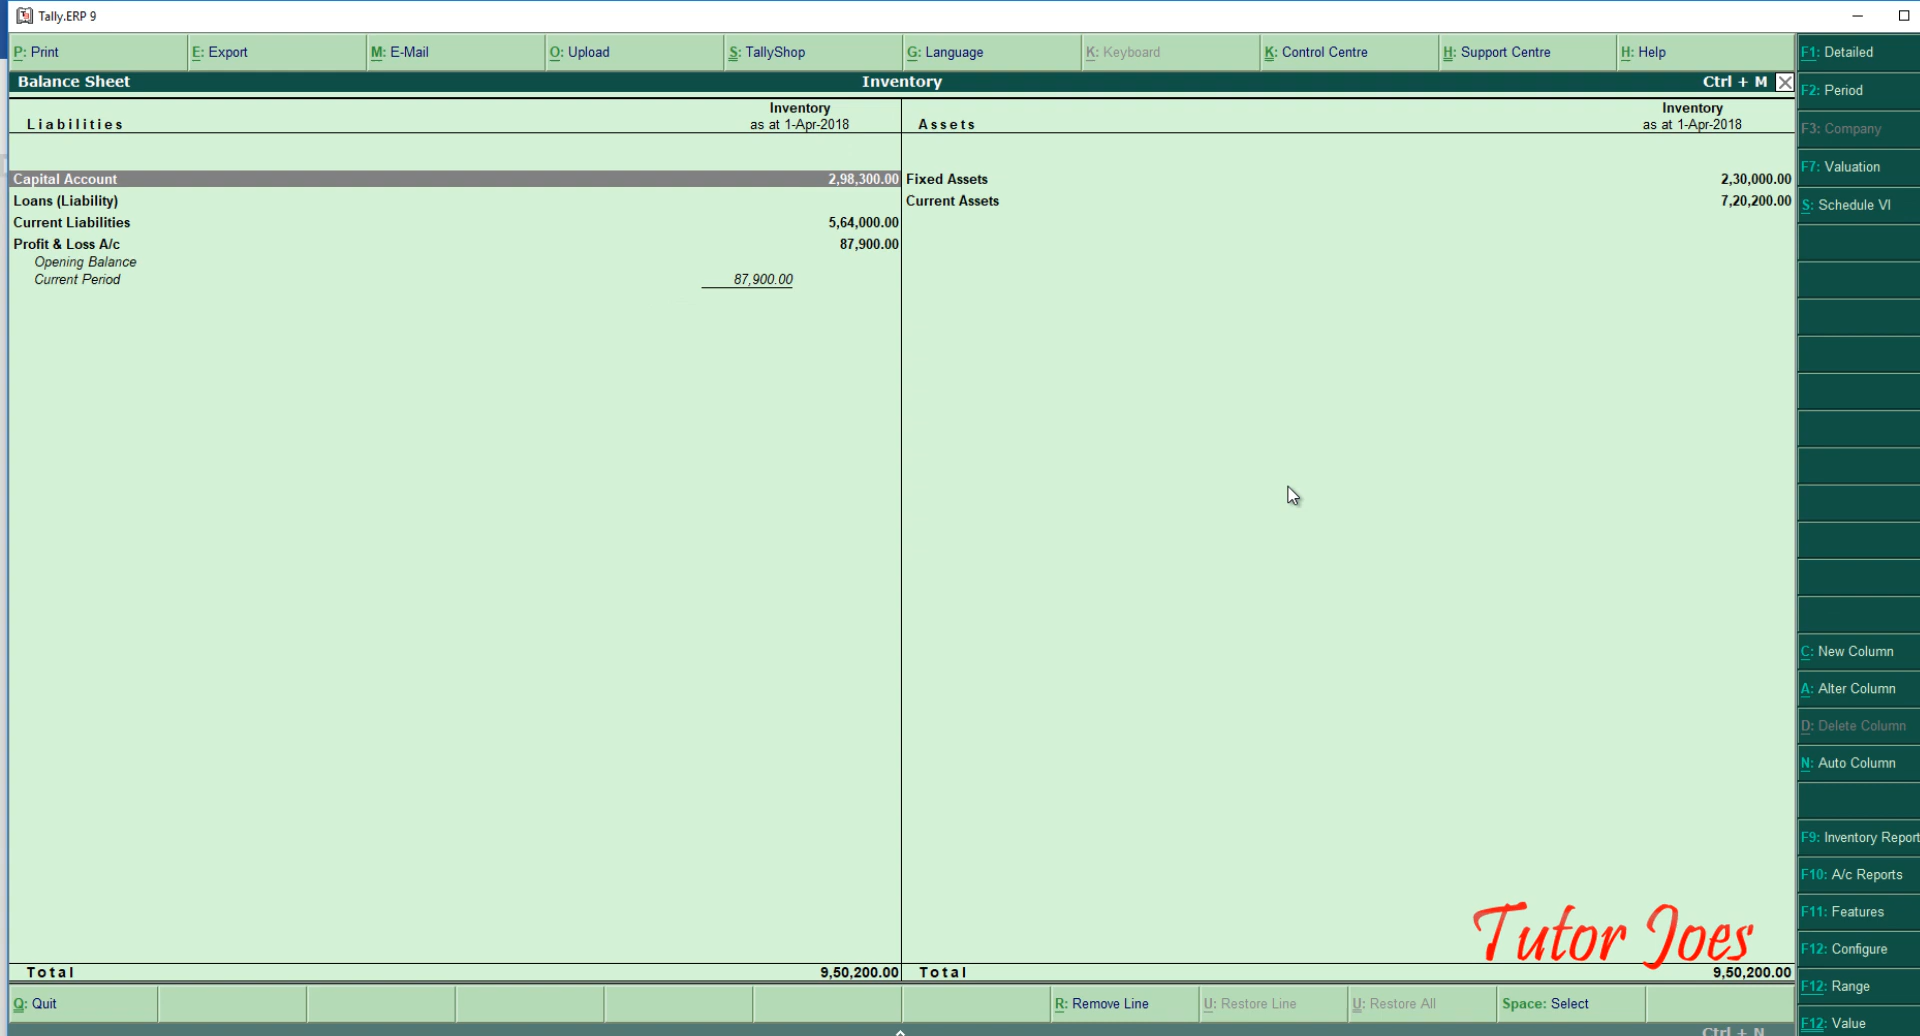 Tally.ERP 9
P: Print E: Export M: E-Mail O: Upload S: TallyShop G: Language K: Keyboard K: Control Centre H: Support Centre H: Help
Balance Sheet Inventory Ctrl + M
Inventory
Liabilities as at 1-Apr-2018
Capital Account 2,98,300.00
Loans (Liability)
Current Liabilities 5,64,000.00
Profit & Loss A/c 87,900.00
Opening Balance
Current Period 87,900.00
Total 9,50,200.00
Inventory
Assets as at 1-Apr-2018
Fixed Assets 2,30,000.00
Current Assets 7,20,200.00
Tutor Joes
Total 9,50,200.00
F1: Detailed
F2: Period
F3: Company
F7: Valuation
S: Schedule VI
C: New Column
A: Alter Column
D: Delete Column
N: Auto Column
F9: Inventory Report
F10: A/c Reports
F11: Features
F12: Configure
F12: Range
F12: Value
Q: Quit R: Remove Line U: Restore Line U: Restore All Space: Select
Ctrl + N